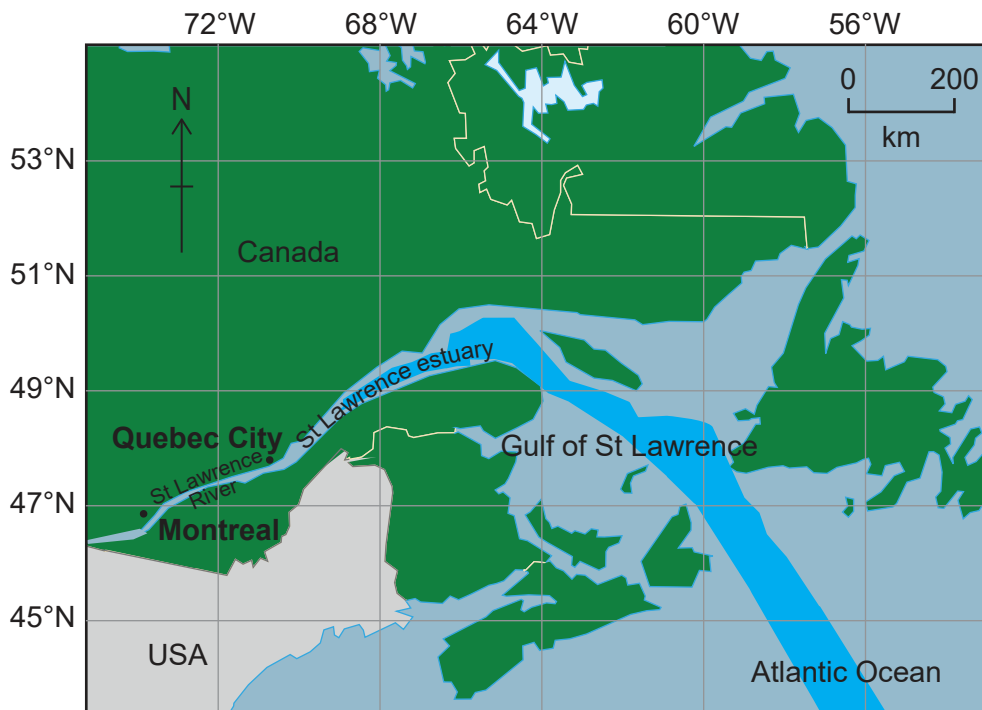 72°W 68°W 64°W 60°W 56°W
0 200
km
N
53°N
Canada
51°N
49°N
St Lawrence estuary
Quebec City
Gulf of St Lawrence
St Lawrence
River
47°N
Montreal
45°N
USA
Atlantic Ocean